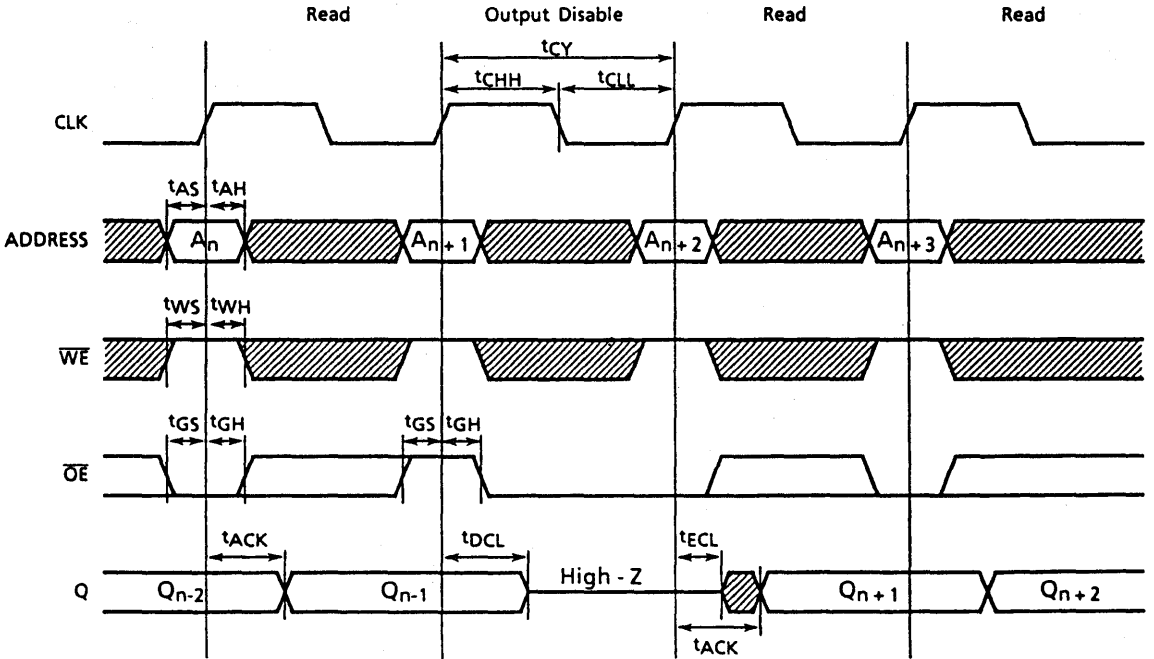 Read Output Disable Read Read
tCY
tCHH tCLL
CLK
tAS tAH
ADDRESS An An + 1 An + 2 An + 3
tWS tWH
WE
tGS tGH tGS tGH
OE
tACK tDCL tECL
Q Qn-2 Qn-1 High - Z Qn + 1 Qn + 2
tACK